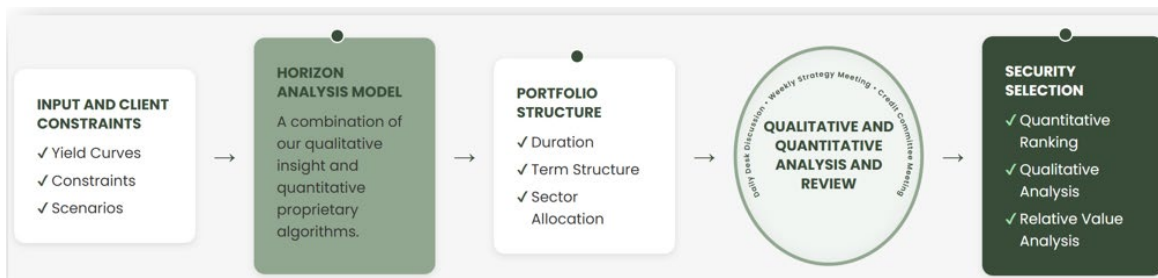 INPUT AND CLIENT
CONSTRAINTS
✓ Yield Curves
✓ Constraints
✓ Scenarios
→
HORIZON
ANALYSIS MODEL
A combination of
our qualitative
insight and
quantitative
proprietary
algorithms.
→
PORTFOLIO
STRUCTURE
✓ Duration
✓ Term Structure
✓ Sector
Allocation
→
Daily Desk Discussion • Weekly Strategy Meeting • Credit Committee Meeting
QUALITATIVE AND
QUANTITATIVE
ANALYSIS AND
REVIEW
→
SECURITY
SELECTION
✓ Quantitative
Ranking
✓ Qualitative
Analysis
✓ Relative Value
Analysis